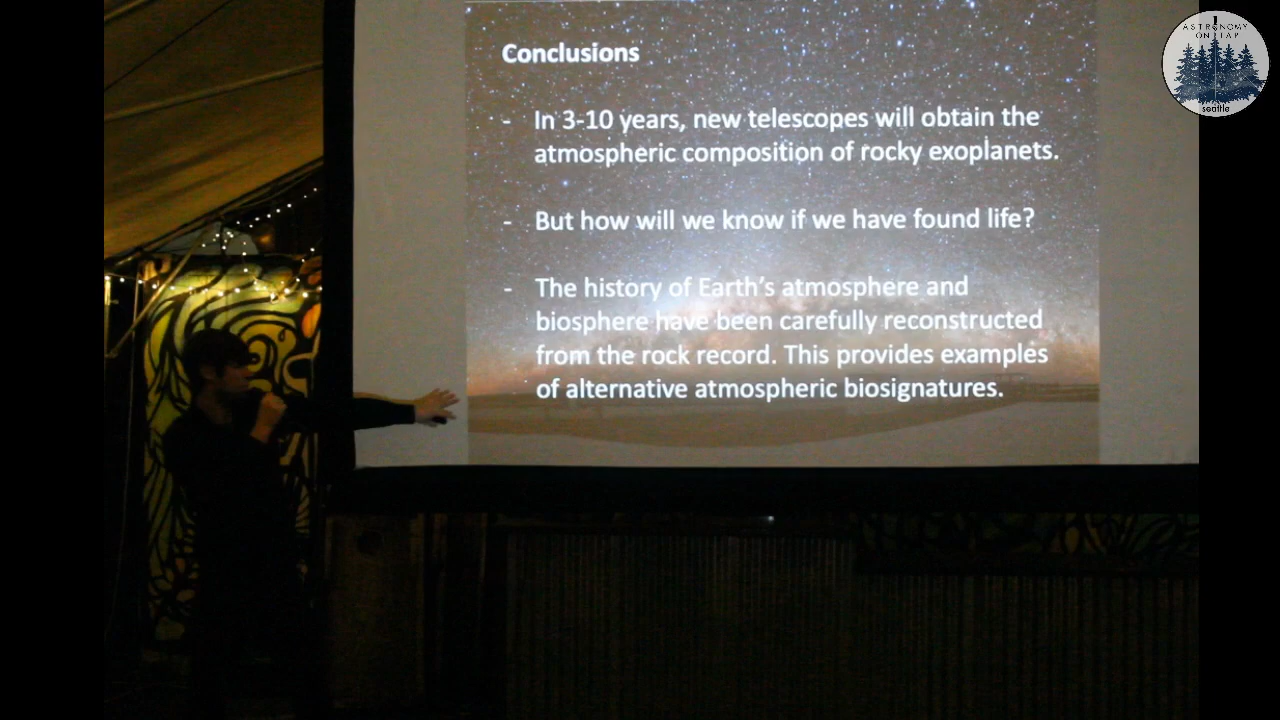 ASTRONOMY
ON TAP
seattle
Conclusions
- In 3-10 years, new telescopes will obtain the
atmospheric composition of rocky exoplanets.
- But how will we know if we have found life?
- The history of Earth's atmosphere and
biosphere have been carefully reconstructed
from the rock record. This provides examples
of alternative atmospheric biosignatures.